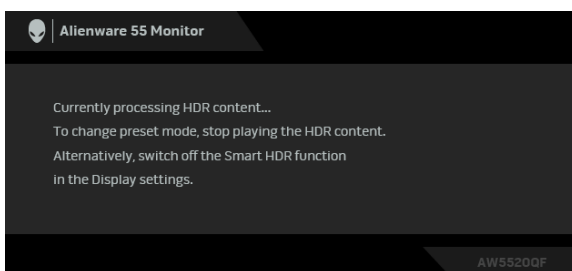 Alienware 55 Monitor
Currently processing HDR content...
To change preset mode, stop playing the HDR content.
Alternatively, switch off the Smart HDR function
in the Display settings.
AW5520QF